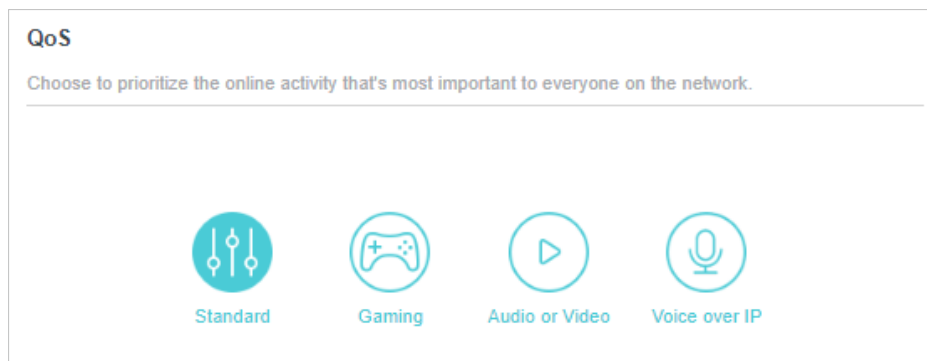 QoS
Choose to prioritize the online activity that's most important to everyone on the network.
Standard
Gaming
Audio or Video
Voice over IP